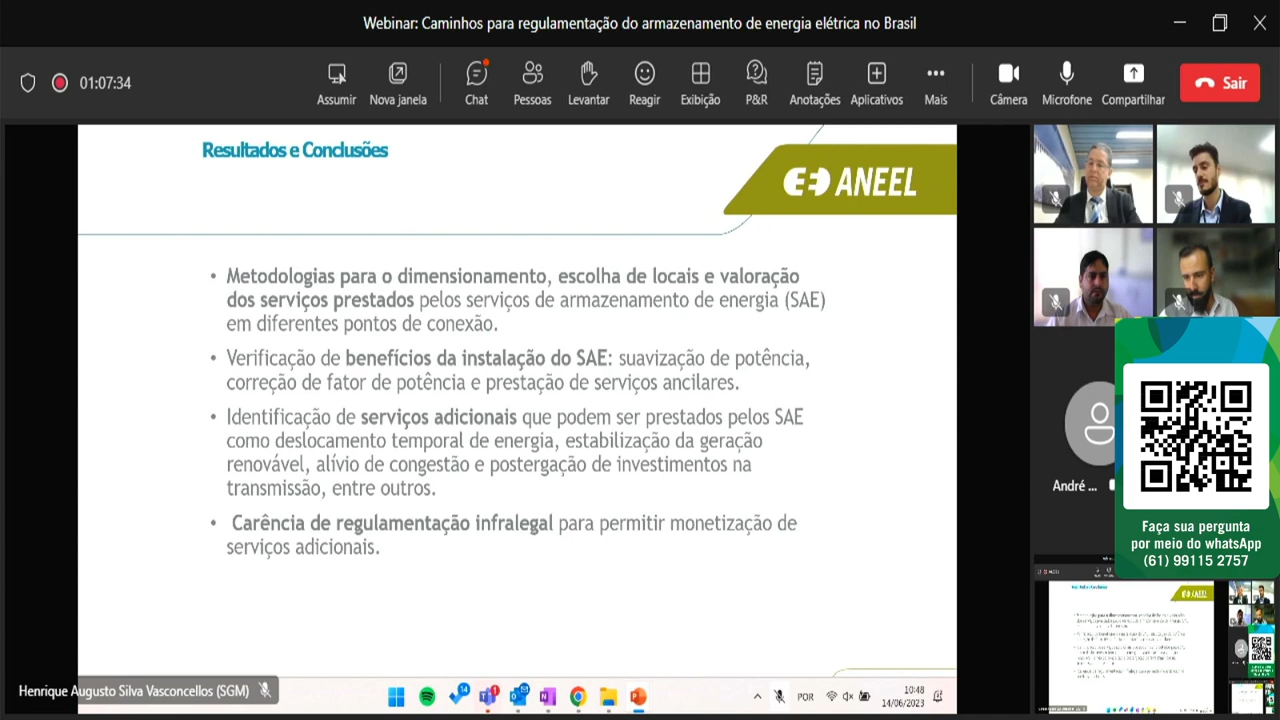 Webinar: Caminhos para regulamentação do armazenamento de energia elétrica no Brasil
01:07:34
Assumir
Nova janela
Chat
Pessoas
Levantar
Reagir
Exibição
P&R
Anotações
Aplicativos
Mais
Câmera
Microfone
Compartilhar
Sair
Resultados e Conclusões
ANEEL
• Metodologias para o dimensionamento, escolha de locais e valoração
dos serviços prestados pelos serviços de armazenamento de energia (SAE)
em diferentes pontos de conexão.
• Verificação de benefícios da instalação do SAE: suavização de potência,
correção de fator de potência e prestação de serviços ancilares.
• Identificação de serviços adicionais que podem ser prestados pelos SAE
como deslocamento temporal de energia, estabilização da geração
renovável, alívio de congestão e postergação de investimentos na
transmissão, entre outros.
• Carência de regulamentação infralegal para permitir monetização de
serviços adicionais.
André ...
Faça sua pergunta
por meio do whatsApp
(61) 99115 2757
Henrique Augusto Silva Vasconcellos (SGM)
14
1
POR
10:48
14/06/2023